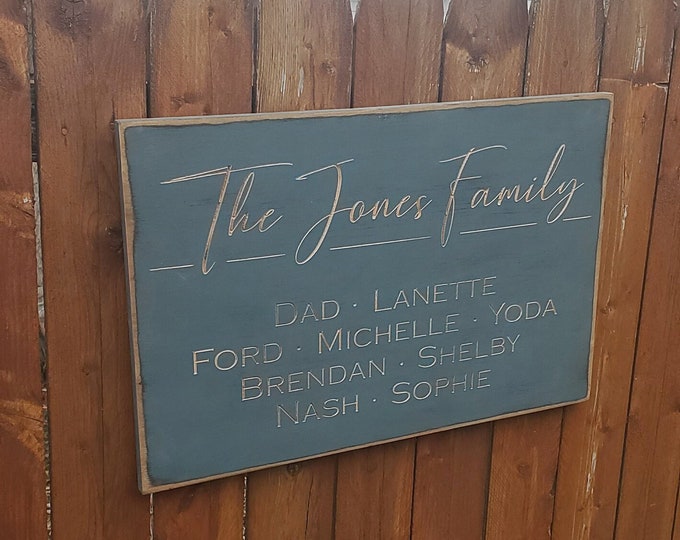 The Jones Family
DAD · LANETTE
FORD · MICHELLE · YODA
BRENDAN · SHELBY
NASH · SOPHIE